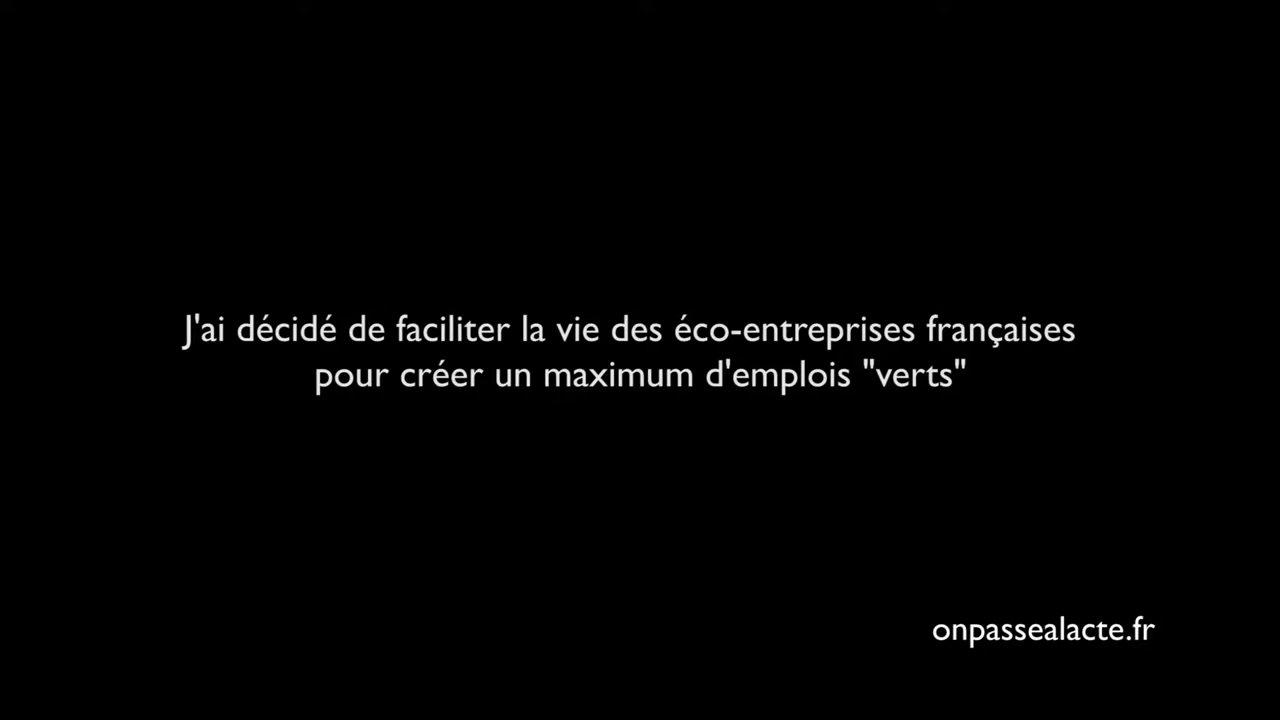 J'ai décidé de faciliter la vie des éco-entreprises françaises
pour créer un maximum d'emplois "verts"
onpassealacte.fr